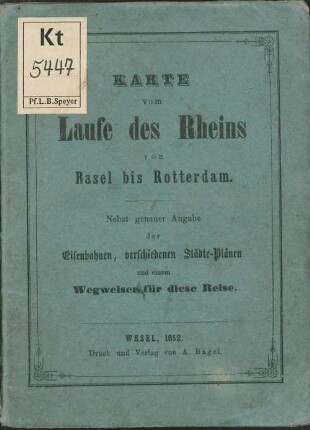 Kt
5447
Pf.L.B.Speyer
KARTE
vom
Laufe des Rheins
von
Basel bis Rotterdam.
Nebst genauer Angabe
der
Eisenbahnen, verschiedenen Städte-Plänen
und einem
Wegweiser für diese Reise.
WESEL, 1852.
Druck und Verlag von A. Bagel.